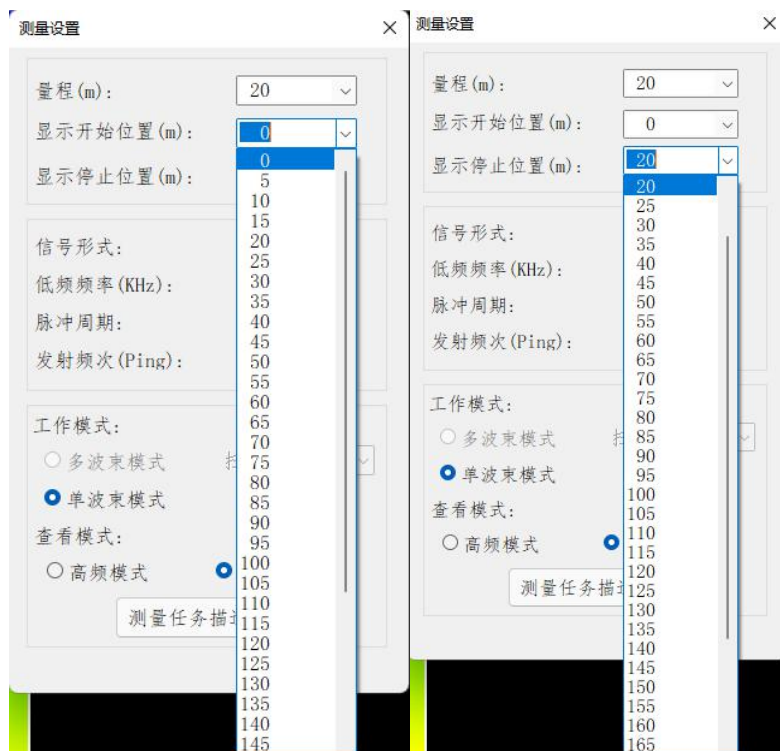 测量设置
量程(m):
20
显示开始位置(m):
0
显示停止位置(m):
0
5
10
15
20
25
30
35
40
45
50
55
60
65
70
75
80
85
90
95
100
105
110
115
120
125
130
135
140
145
信号形式:
低频频率(KHz):
脉冲周期:
发射频次(Ping):
工作模式:
多波束模式
单波束模式
查看模式:
高频模式
测量任务描
测量设置
量程(m):
20
显示开始位置(m):
0
显示停止位置(m):
20
20
25
30
35
40
45
50
55
60
65
70
75
80
85
90
95
100
105
110
115
120
125
130
135
140
145
150
155
160
165
信号形式:
低频频率(KHz):
脉冲周期:
发射频次(Ping):
工作模式:
多波束模式
单波束模式
查看模式:
高频模式
测量任务描